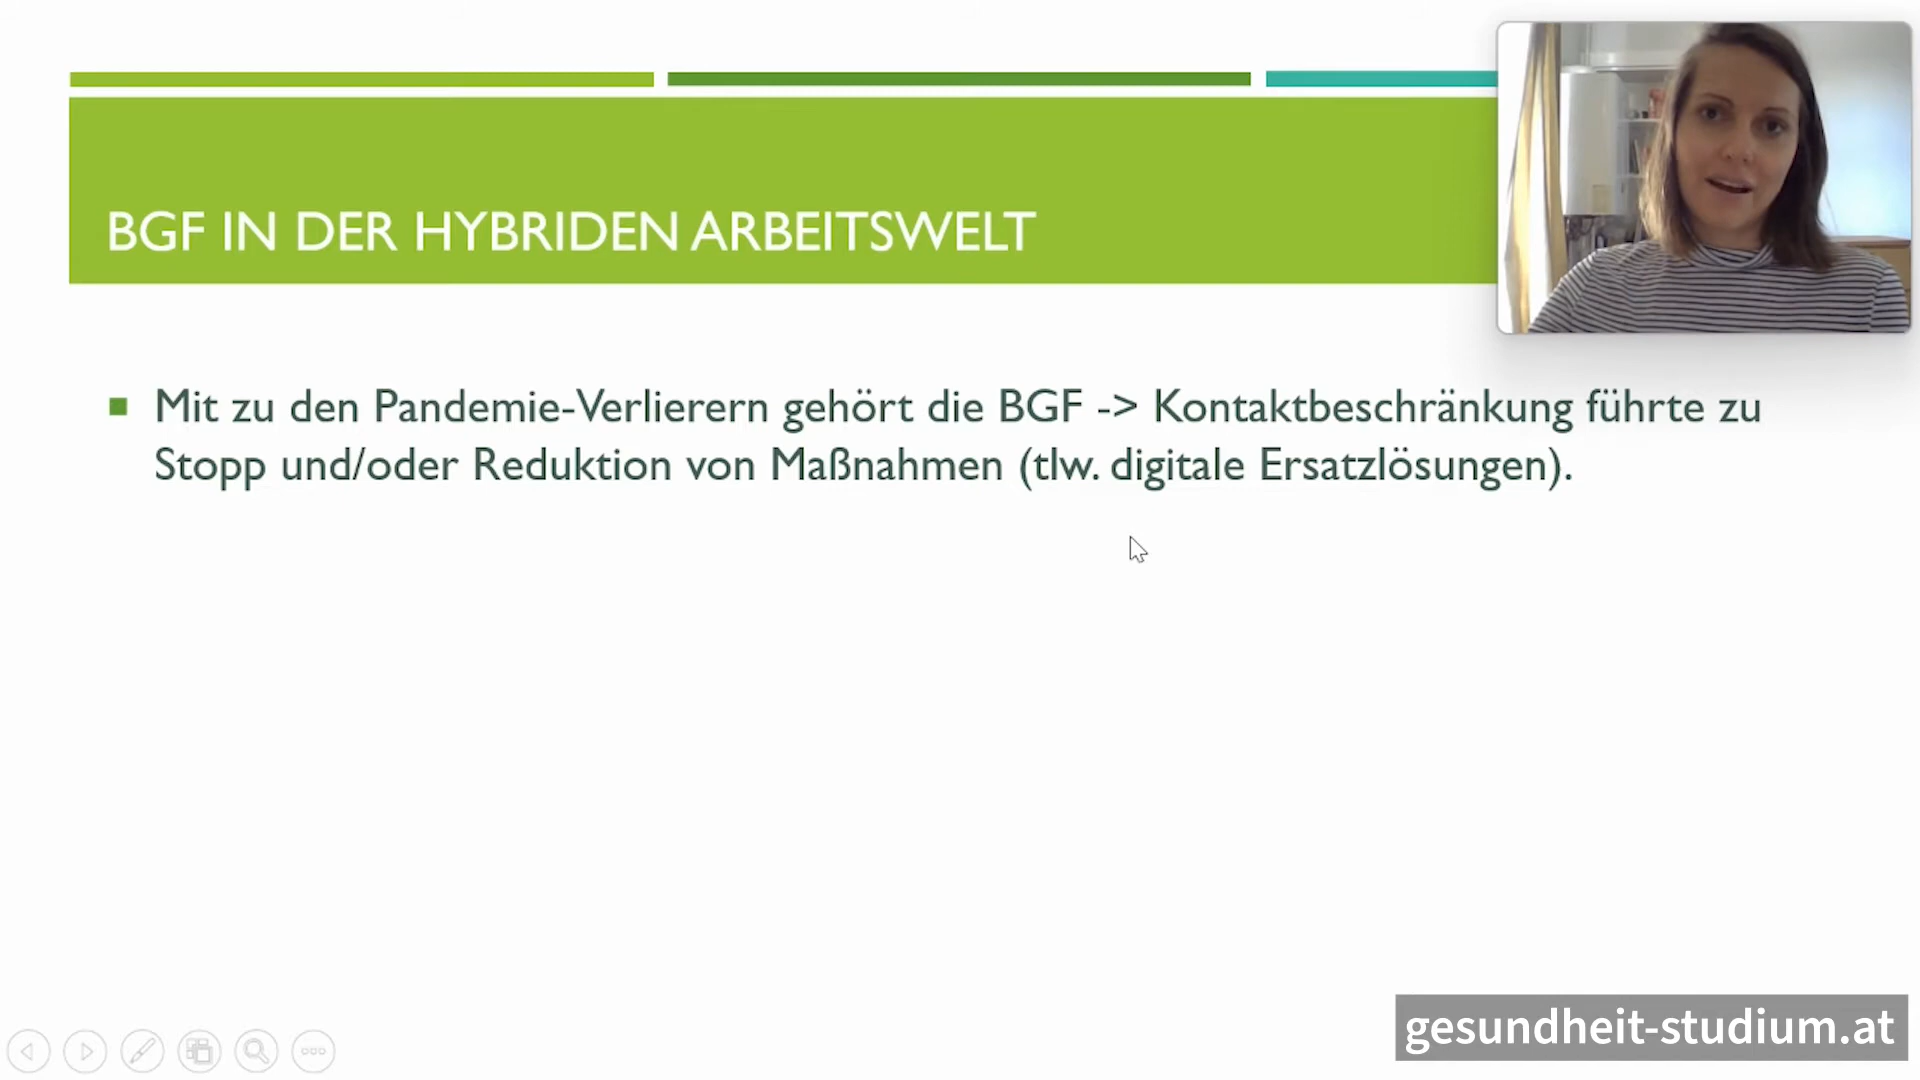 BGF IN DER HYBRIDEN ARBEITSWELT
Mit zu den Pandemie-Verlierern gehört die BGF -> Kontaktbeschränkung führte zu
Stopp und/oder Reduktion von Maßnahmen (tlw. digitale Ersatzlösungen).
gesundheit-studium.at